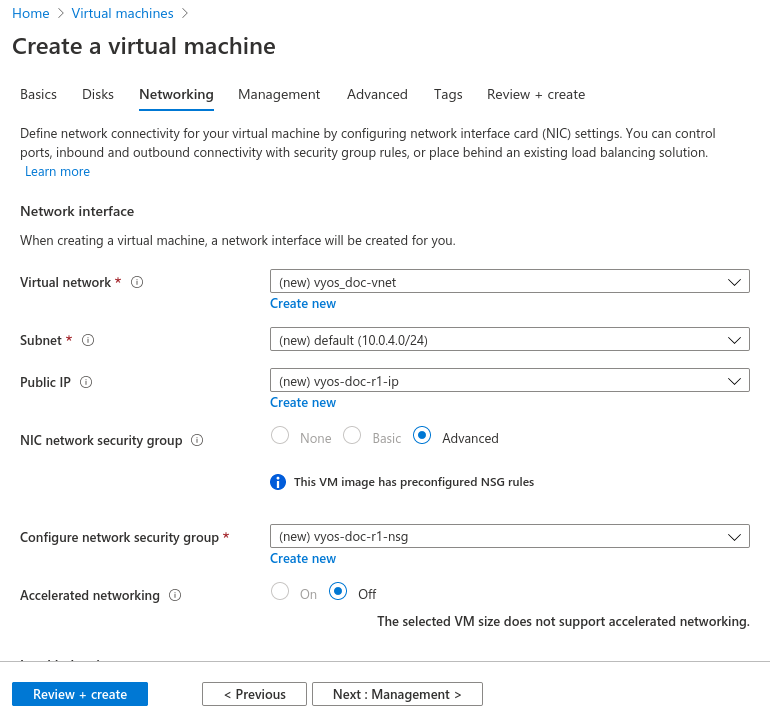 Home > Virtual machines >
Create a virtual machine
Basics Disks Networking Management Advanced Tags Review + create
Define network connectivity for your virtual machine by configuring network interface card (NIC) settings. You can control
ports, inbound and outbound connectivity with security group rules, or place behind an existing load balancing solution.
Learn more
Network interface
When creating a virtual machine, a network interface will be created for you.
Virtual network * (new) vyos_doc-vnet
Create new
Subnet * (new) default (10.0.4.0/24)
Public IP (new) vyos-doc-r1-ip
Create new
NIC network security group None Basic Advanced
This VM image has preconfigured NSG rules
Configure network security group * (new) vyos-doc-r1-nsg
Create new
Accelerated networking On Off
The selected VM size does not support accelerated networking.
Review + create < Previous Next : Management >